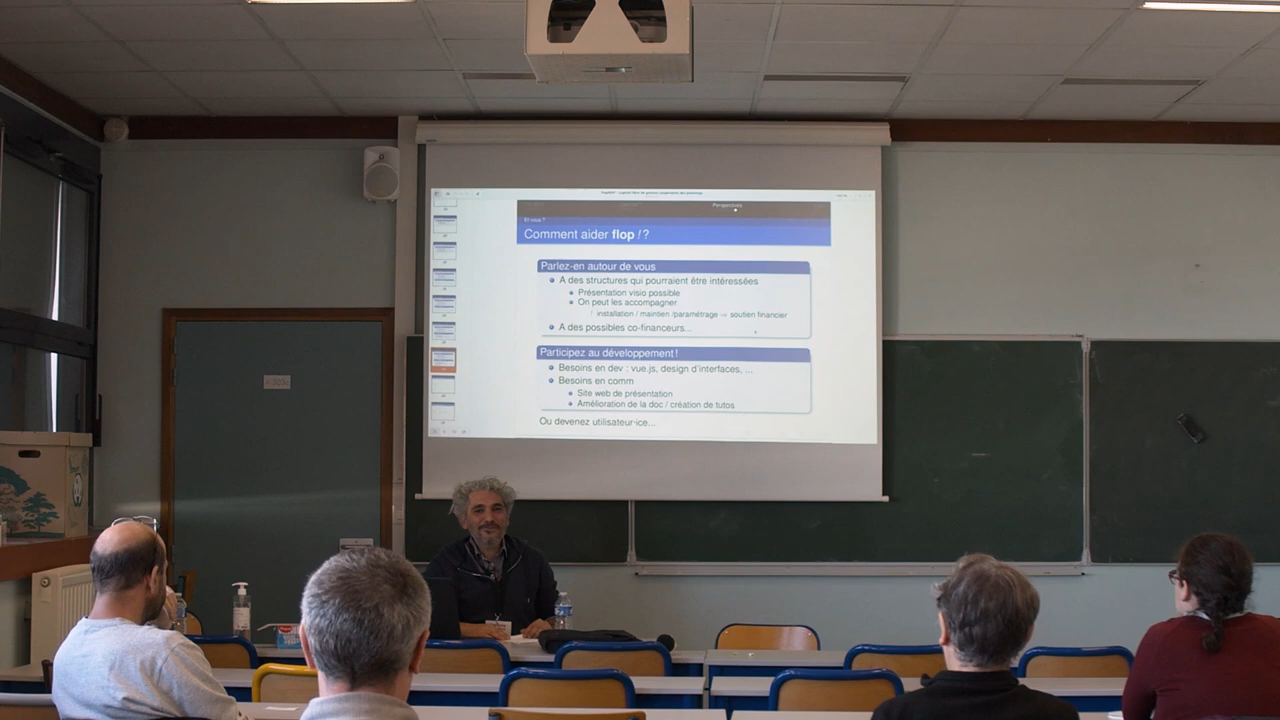 Perspectives
Et vous ?
Comment aider flop ! ?
Parlez-en autour de vous
A des structures qui pourraient être intéressées
Présentation visio possible
On peut les accompagner
! installation / maintien /paramétrage ⇒ soutien financier
A des possibles co-financeurs...
Participez au développement !
Besoins en dev : vue.js, design d'interfaces, ...
Besoins en comm
Site web de présentation
Amélioration de la doc / création de tutos
Ou devenez utilisateur·ice...